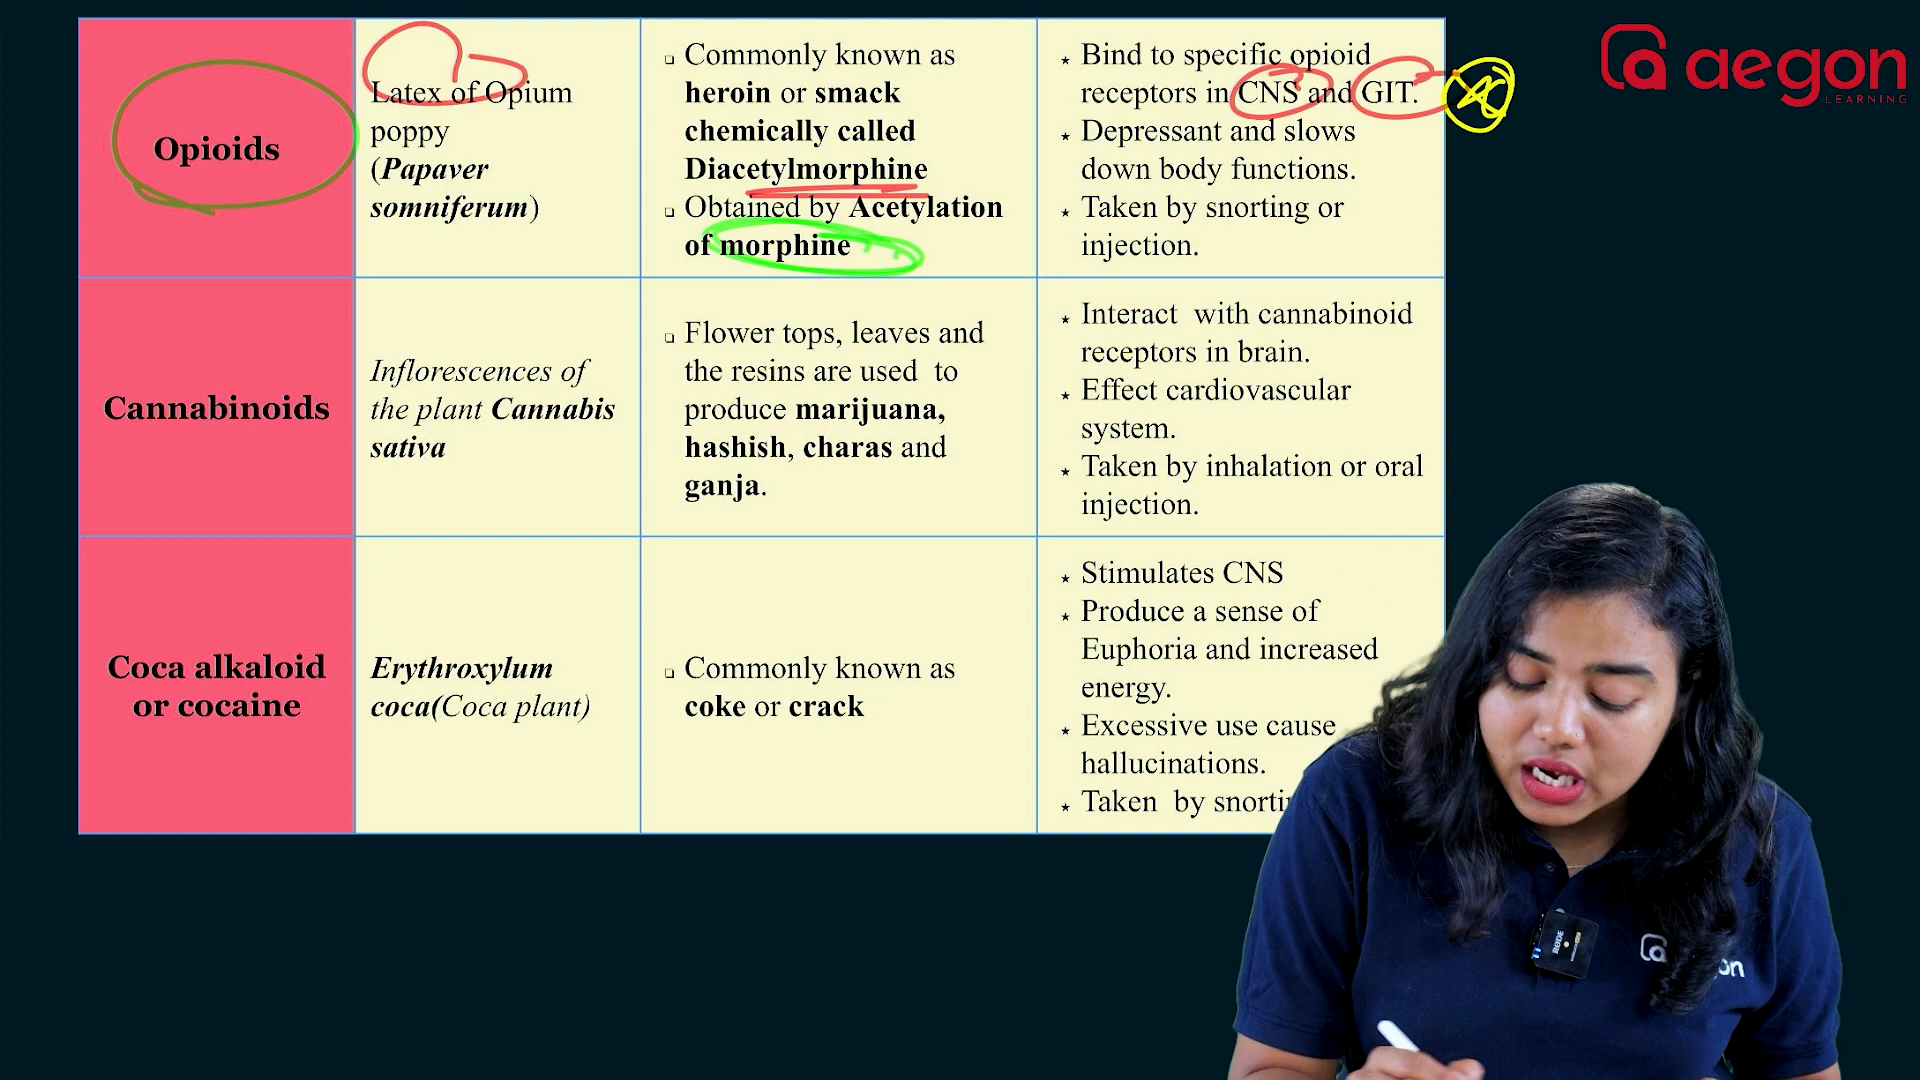 Opioids
Latex of Opium
poppy
(Papaver
somniferum)
Commonly known as
heroin or smack
chemically called
Diacetylmorphine
Obtained by Acetylation
of morphine
Bind to specific opioid
receptors in CNS and GIT.
Depressant and slows
down body functions.
Taken by snorting or
injection.
Cannabinoids
Inflorescences of
the plant Cannabis
sativa
Flower tops, leaves and
the resins are used to
produce marijuana,
hashish, charas and
ganja.
Interact with cannabinoid
receptors in brain.
Effect cardiovascular
system.
Taken by inhalation or oral
injection.
Coca alkaloid
or cocaine
Erythroxylum
coca(Coca plant)
Commonly known as
coke or crack
Stimulates CNS
Produce a sense of
Euphoria and increased
energy.
Excessive use cause
hallucinations.
Taken by
aegon
LEARNING
RODE